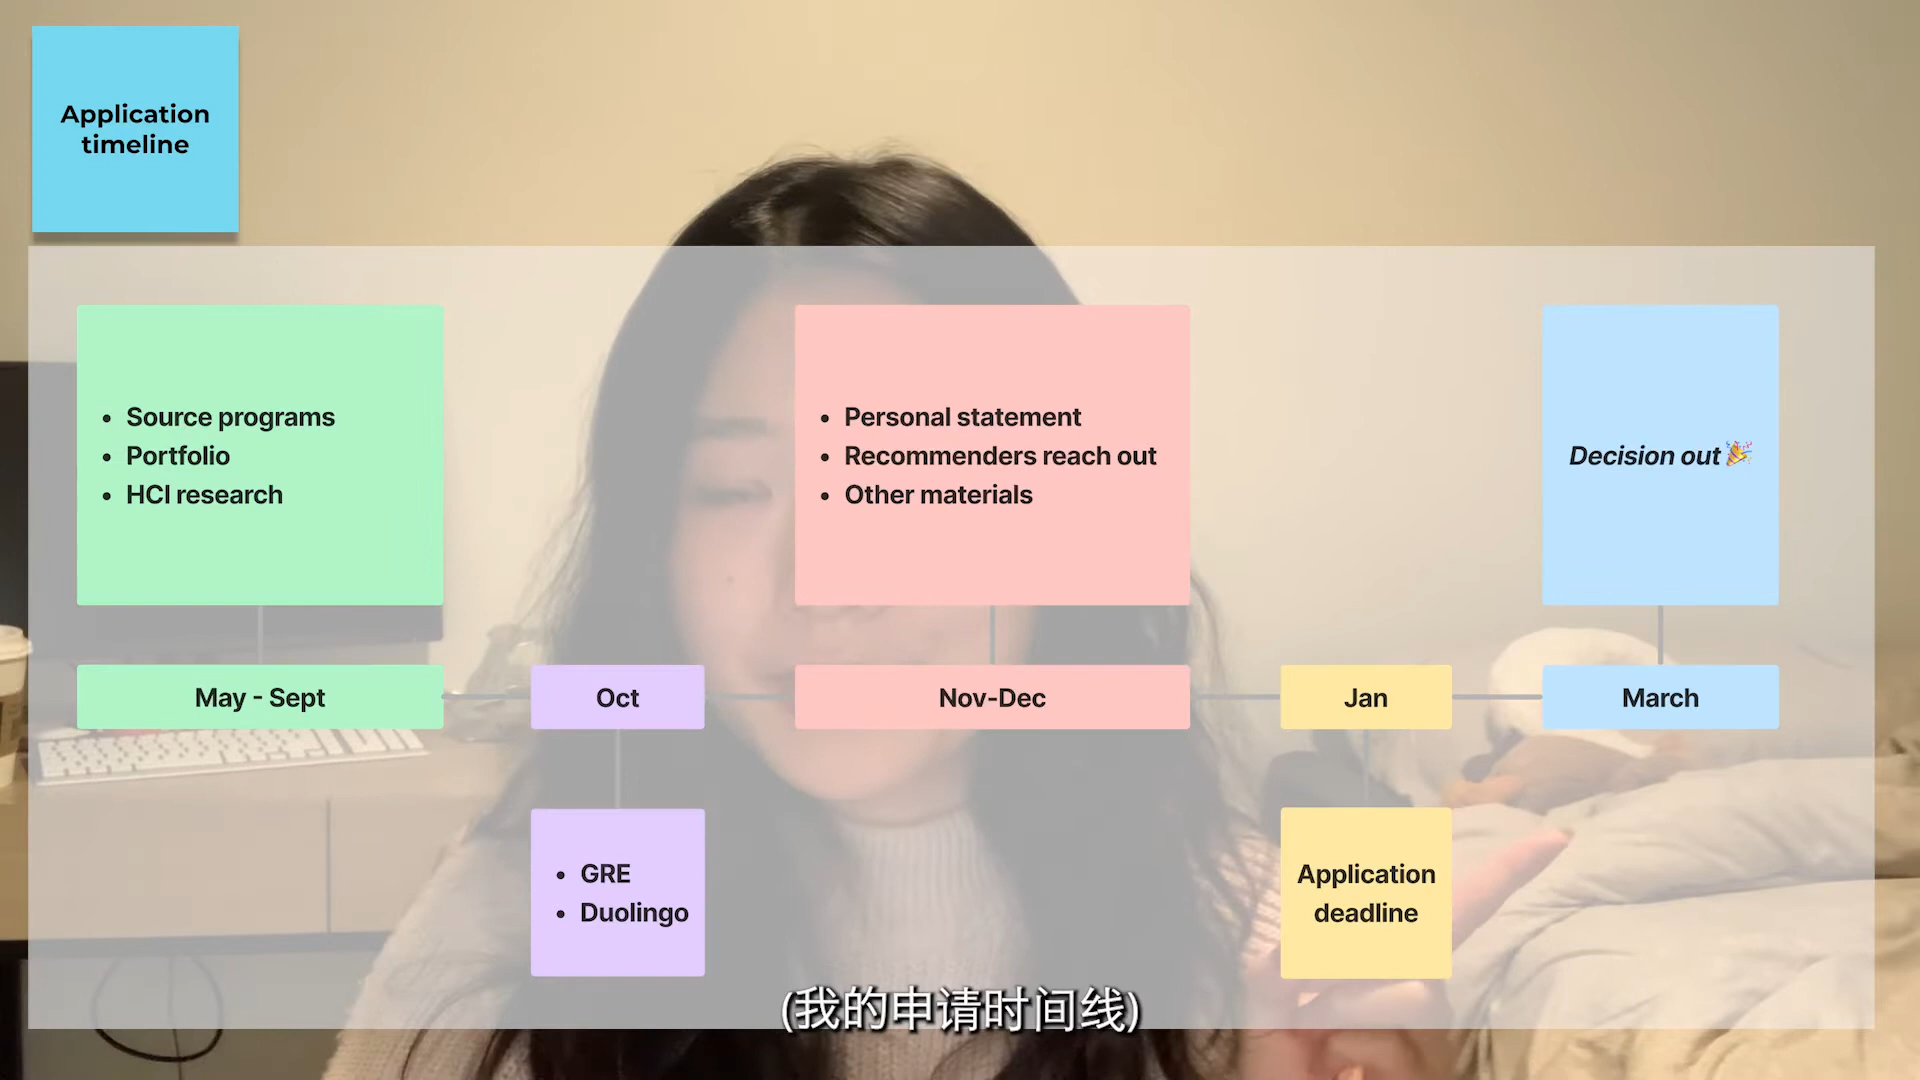 Application
timeline
• Source programs
• Portfolio
• HCI research
• Personal statement
• Recommenders reach out
• Other materials
Decision out 🎉
May - Sept
Oct
Nov-Dec
Jan
March
• GRE
• Duolingo
Application
deadline
(我的申请时间线)